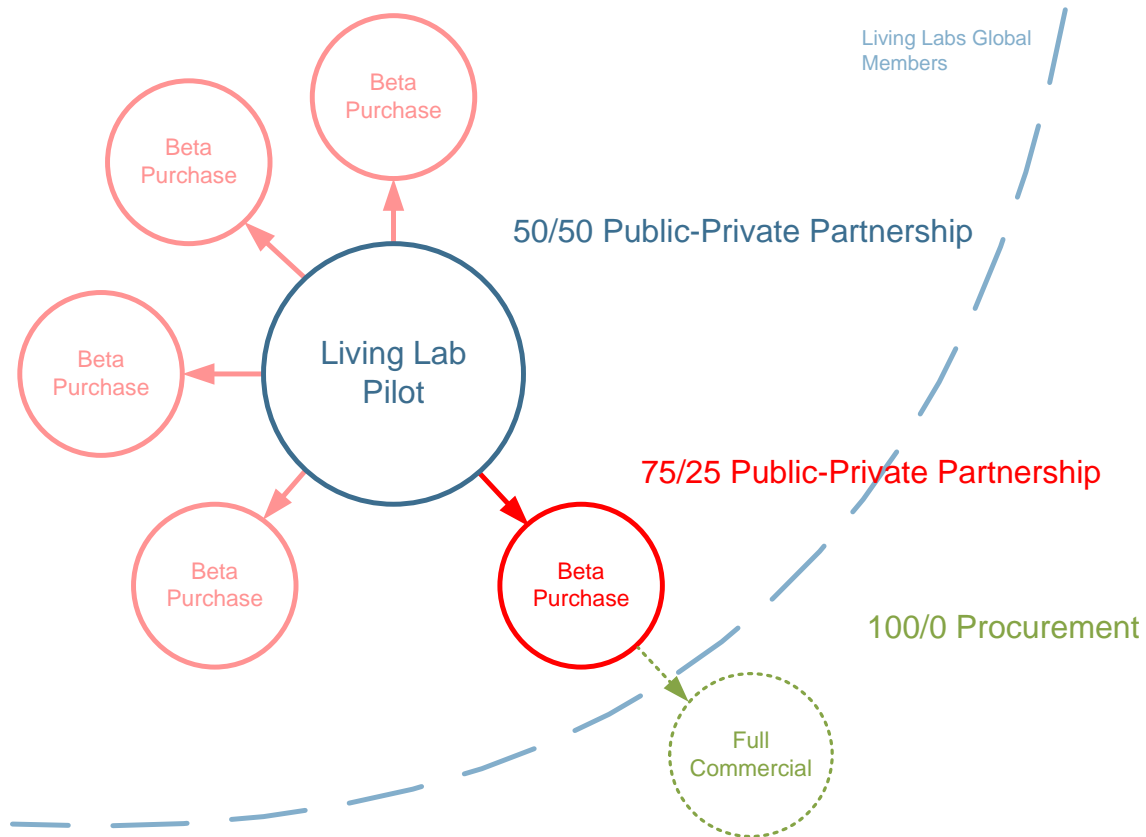 Living Labs Global
Members
Beta
Purchase
Beta
Purchase
50/50 Public-Private Partnership
Beta
Purchase
Living Lab
Pilot
75/25 Public-Private Partnership
Beta
Purchase
Beta
Purchase
100/0 Procurement
Full
Commercial